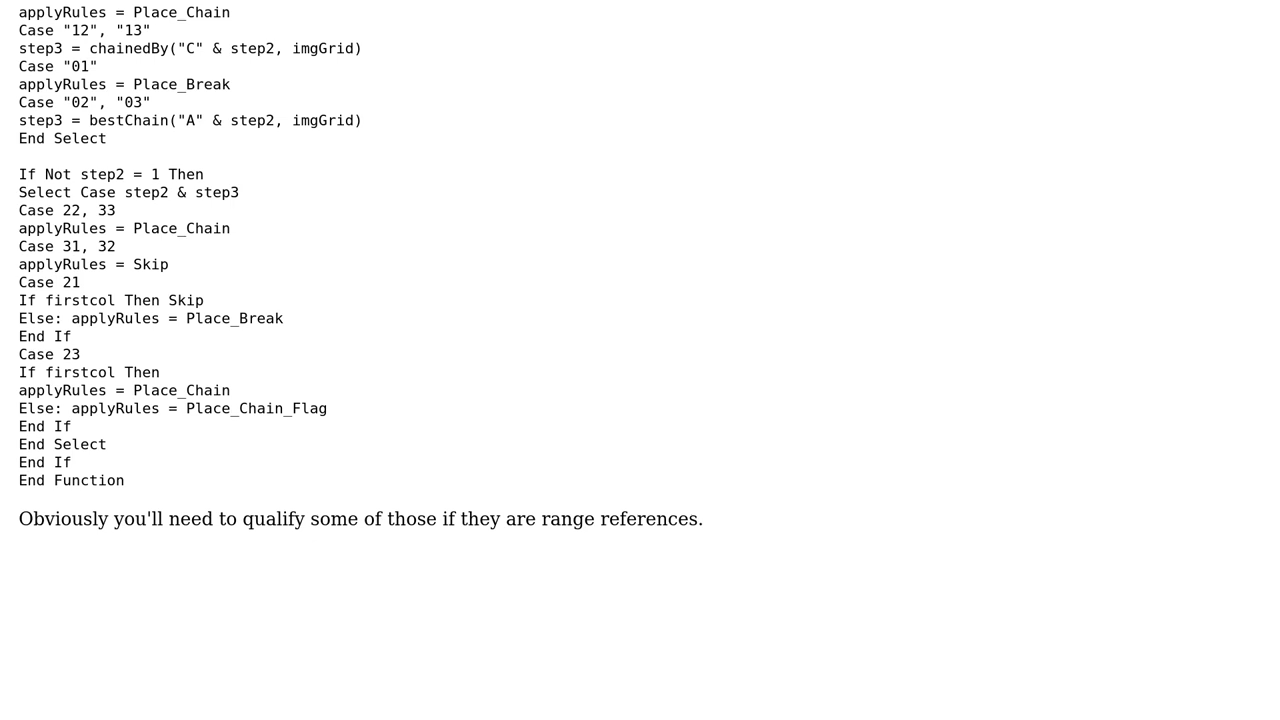 applyRules = Place_Chain
Case "12", "13"
step3 = chainedBy("C" & step2, imgGrid)
Case "01"
applyRules = Place_Break
Case "02", "03"
step3 = bestChain("A" & step2, imgGrid)
End Select

If Not step2 = 1 Then
Select Case step2 & step3
Case 22, 33
applyRules = Place_Chain
Case 31, 32
applyRules = Skip
Case 21
If firstcol Then Skip
Else: applyRules = Place_Break
End If
Case 23
If firstcol Then
applyRules = Place_Chain
Else: applyRules = Place_Chain_Flag
End If
End Select
End If
End Function

Obviously you'll need to qualify some of those if they are range references.